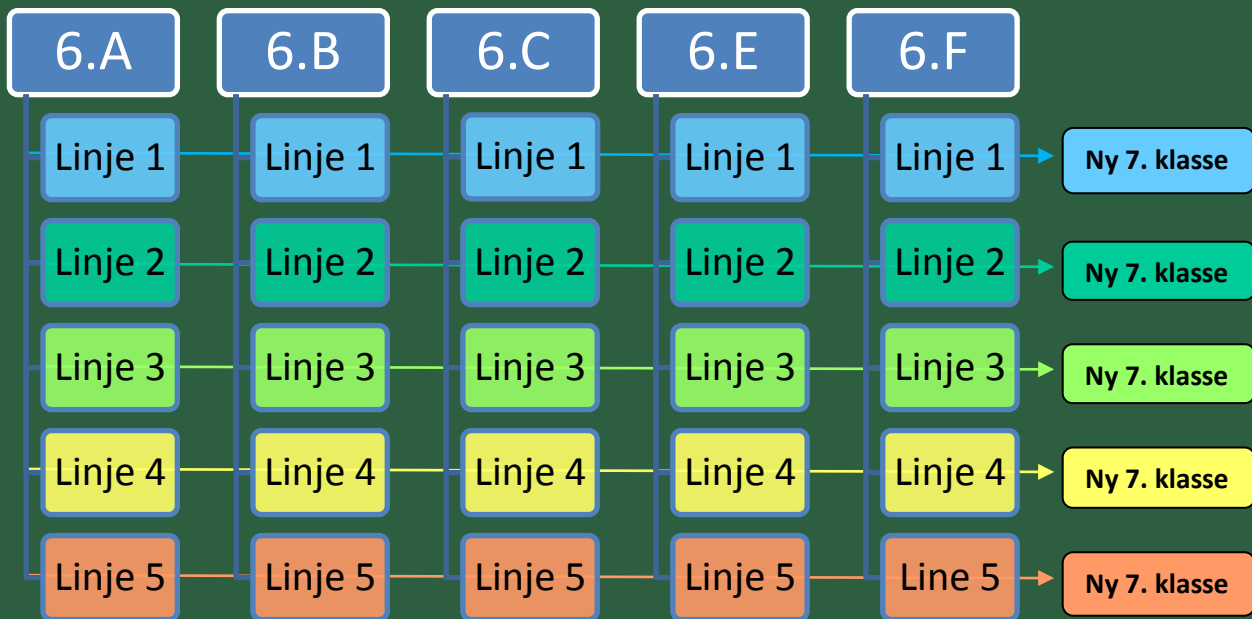 6.A 6.B 6.C 6.E 6.F
Linje 1 Linje 1 Linje 1 Linje 1 Linje 1 Ny 7. klasse
Linje 2 Linje 2 Linje 2 Linje 2 Linje 2 Ny 7. klasse
Linje 3 Linje 3 Linje 3 Linje 3 Linje 3 Ny 7. klasse
Linje 4 Linje 4 Linje 4 Linje 4 Linje 4 Ny 7. klasse
Linje 5 Linje 5 Linje 5 Linje 5 Line 5 Ny 7. klasse